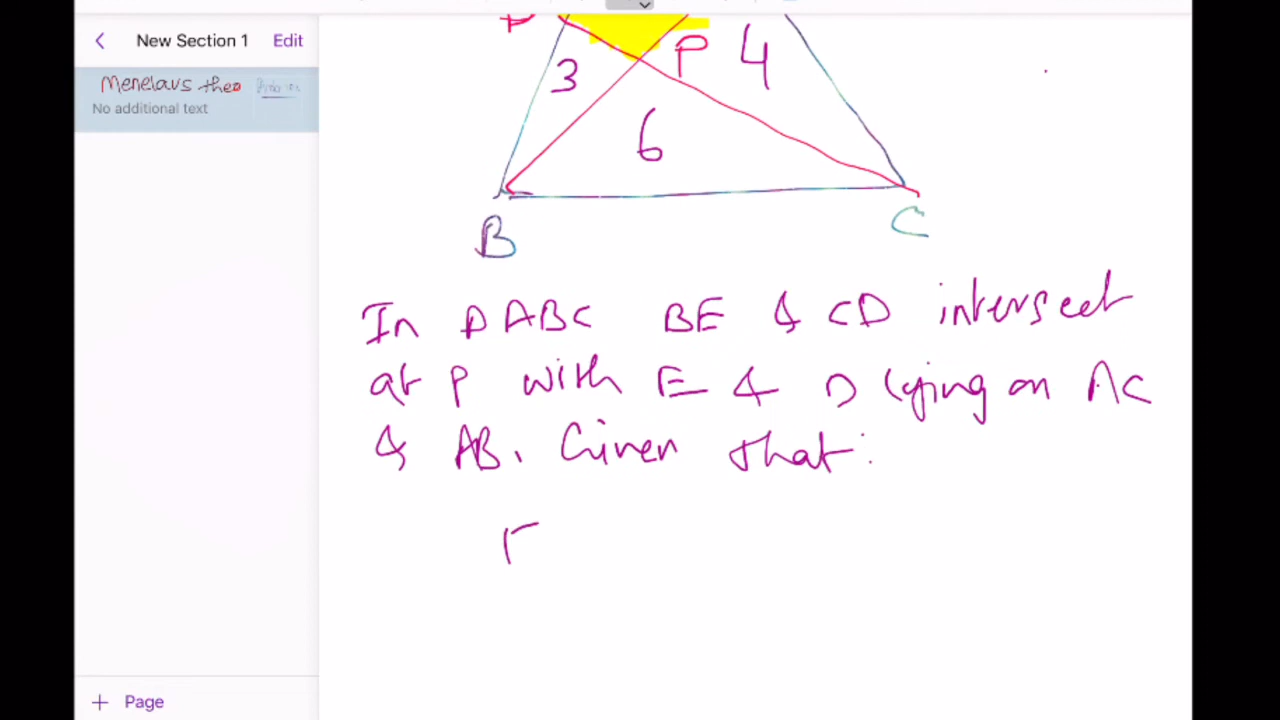 New Section 1
Edit
Menelaus theo
No additional text
3
P
4
6
B
C
In Δ ABC BE & CD intersect
at P with E & D lying on AC
& AB. Given that:
Page